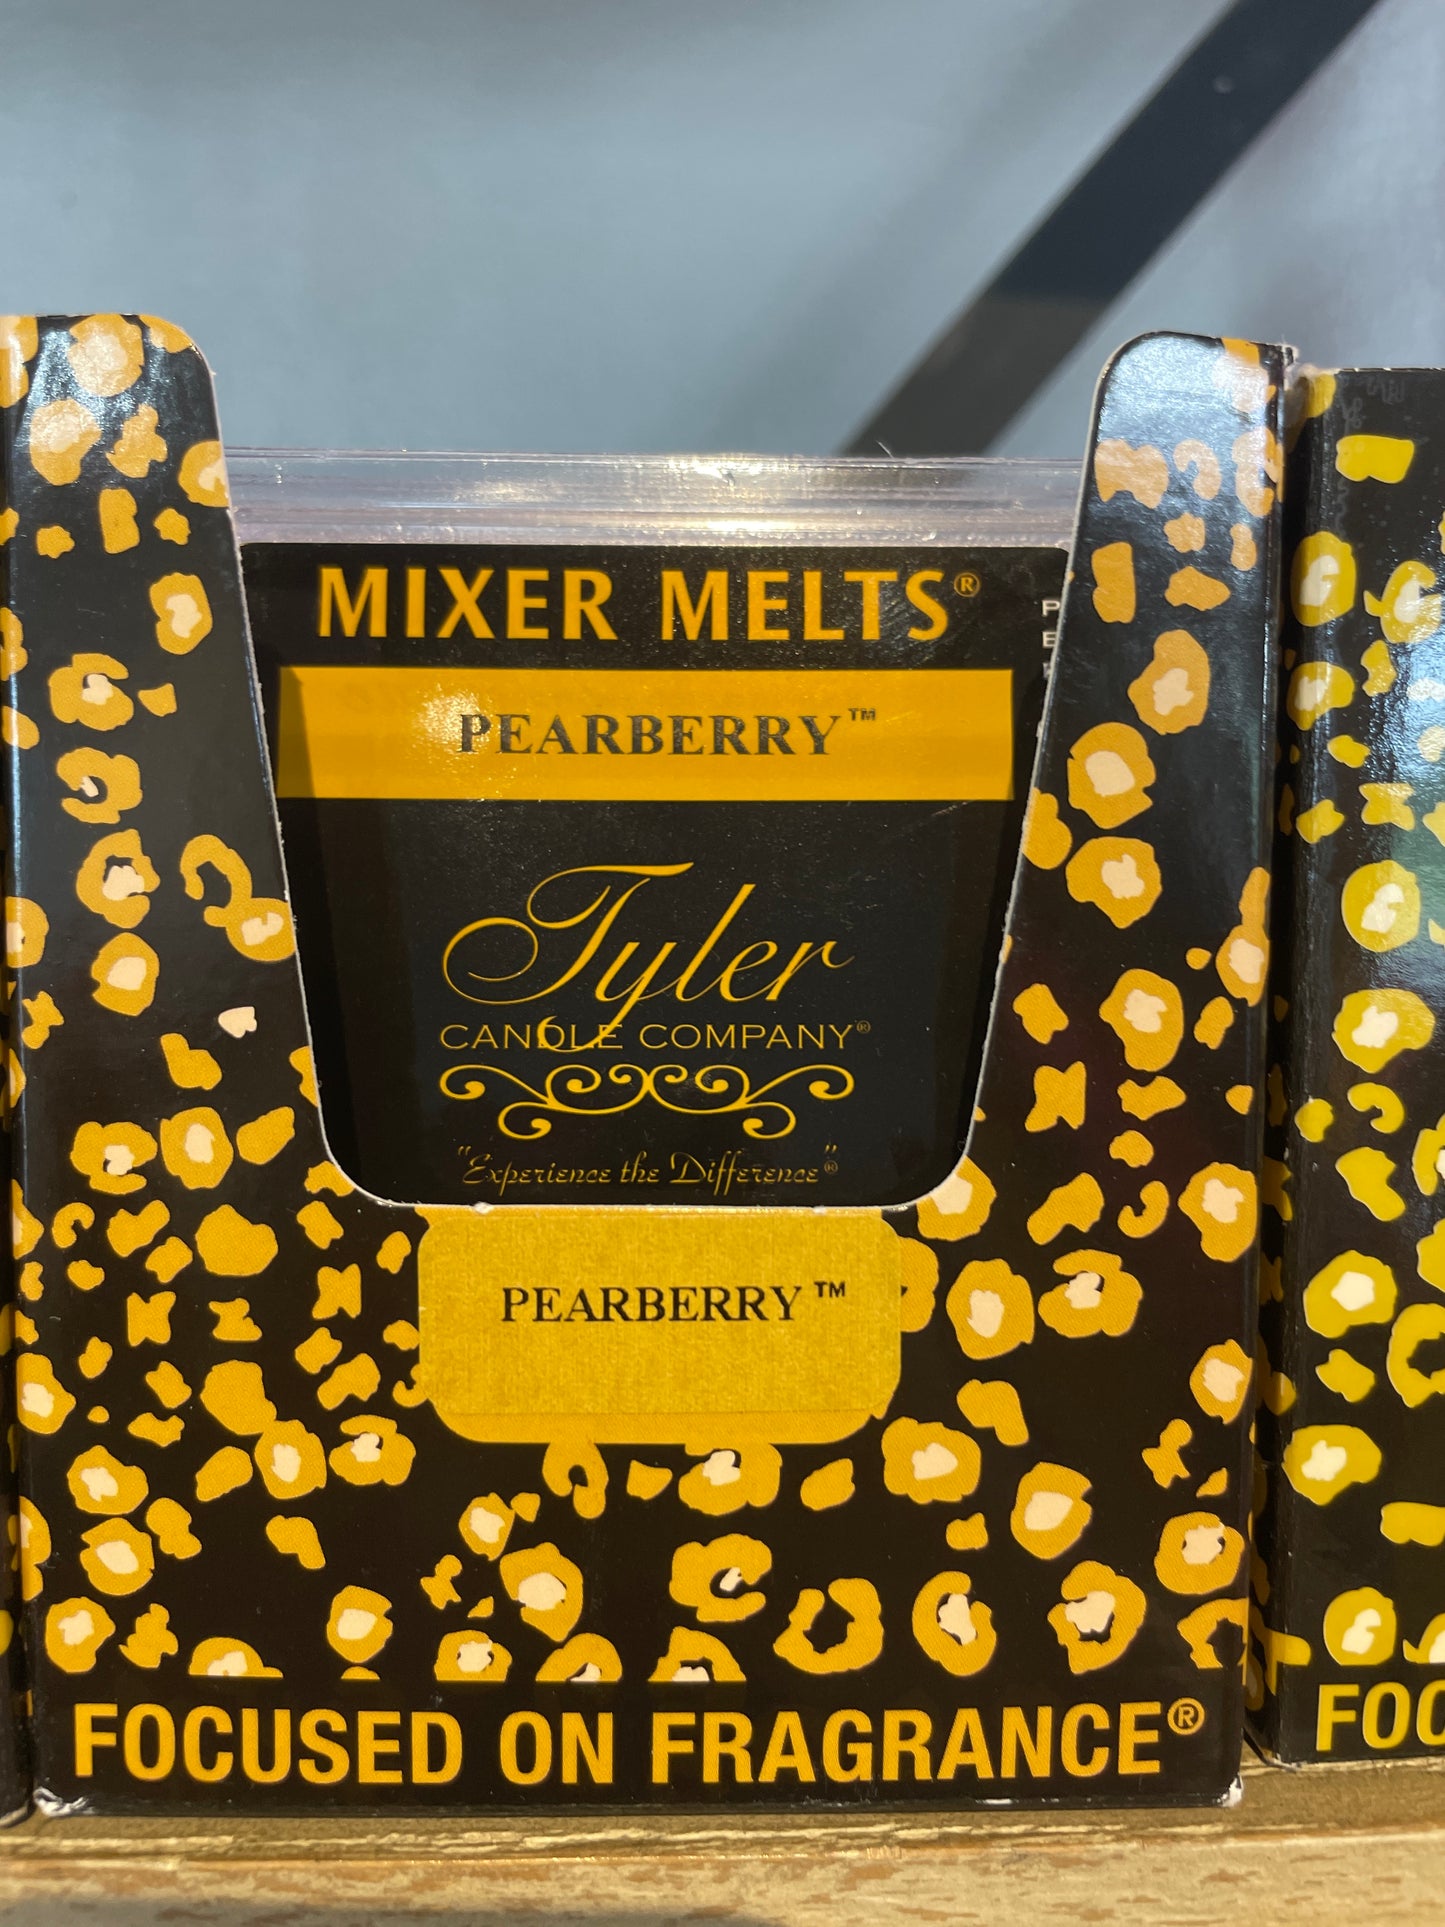 MIXER MELTS®
PEARBERRY™
Tyler
CANDLE COMPANY®
"Experience the Difference"®
PEARBERRY™
FOCUSED ON FRAGRANCE®